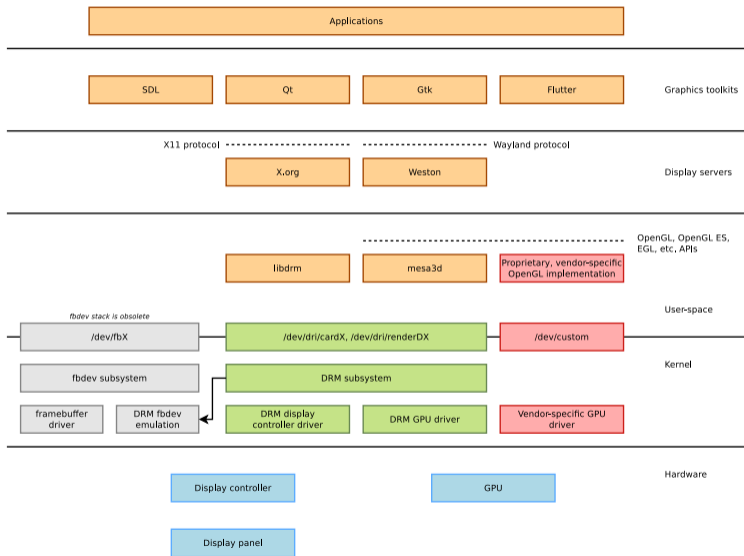 Applications
SDL
Qt
Gtk
Flutter
Graphics toolkits
X11 protocol
Wayland protocol
X.org
Weston
Display servers
OpenGL, OpenGL ES,
EGL, etc, APIs
libdrm
mesa3d
Proprietary, vendor-specific
OpenGL implementation
User-space
fbdev stack is obsolete
/dev/fbX
/dev/dri/cardX, /dev/dri/renderDX
/dev/custom
Kernel
fbdev subsystem
DRM subsystem
framebuffer
driver
DRM fbdev
emulation
DRM display
controller driver
DRM GPU driver
Vendor-specific GPU
driver
Hardware
Display controller
GPU
Display panel